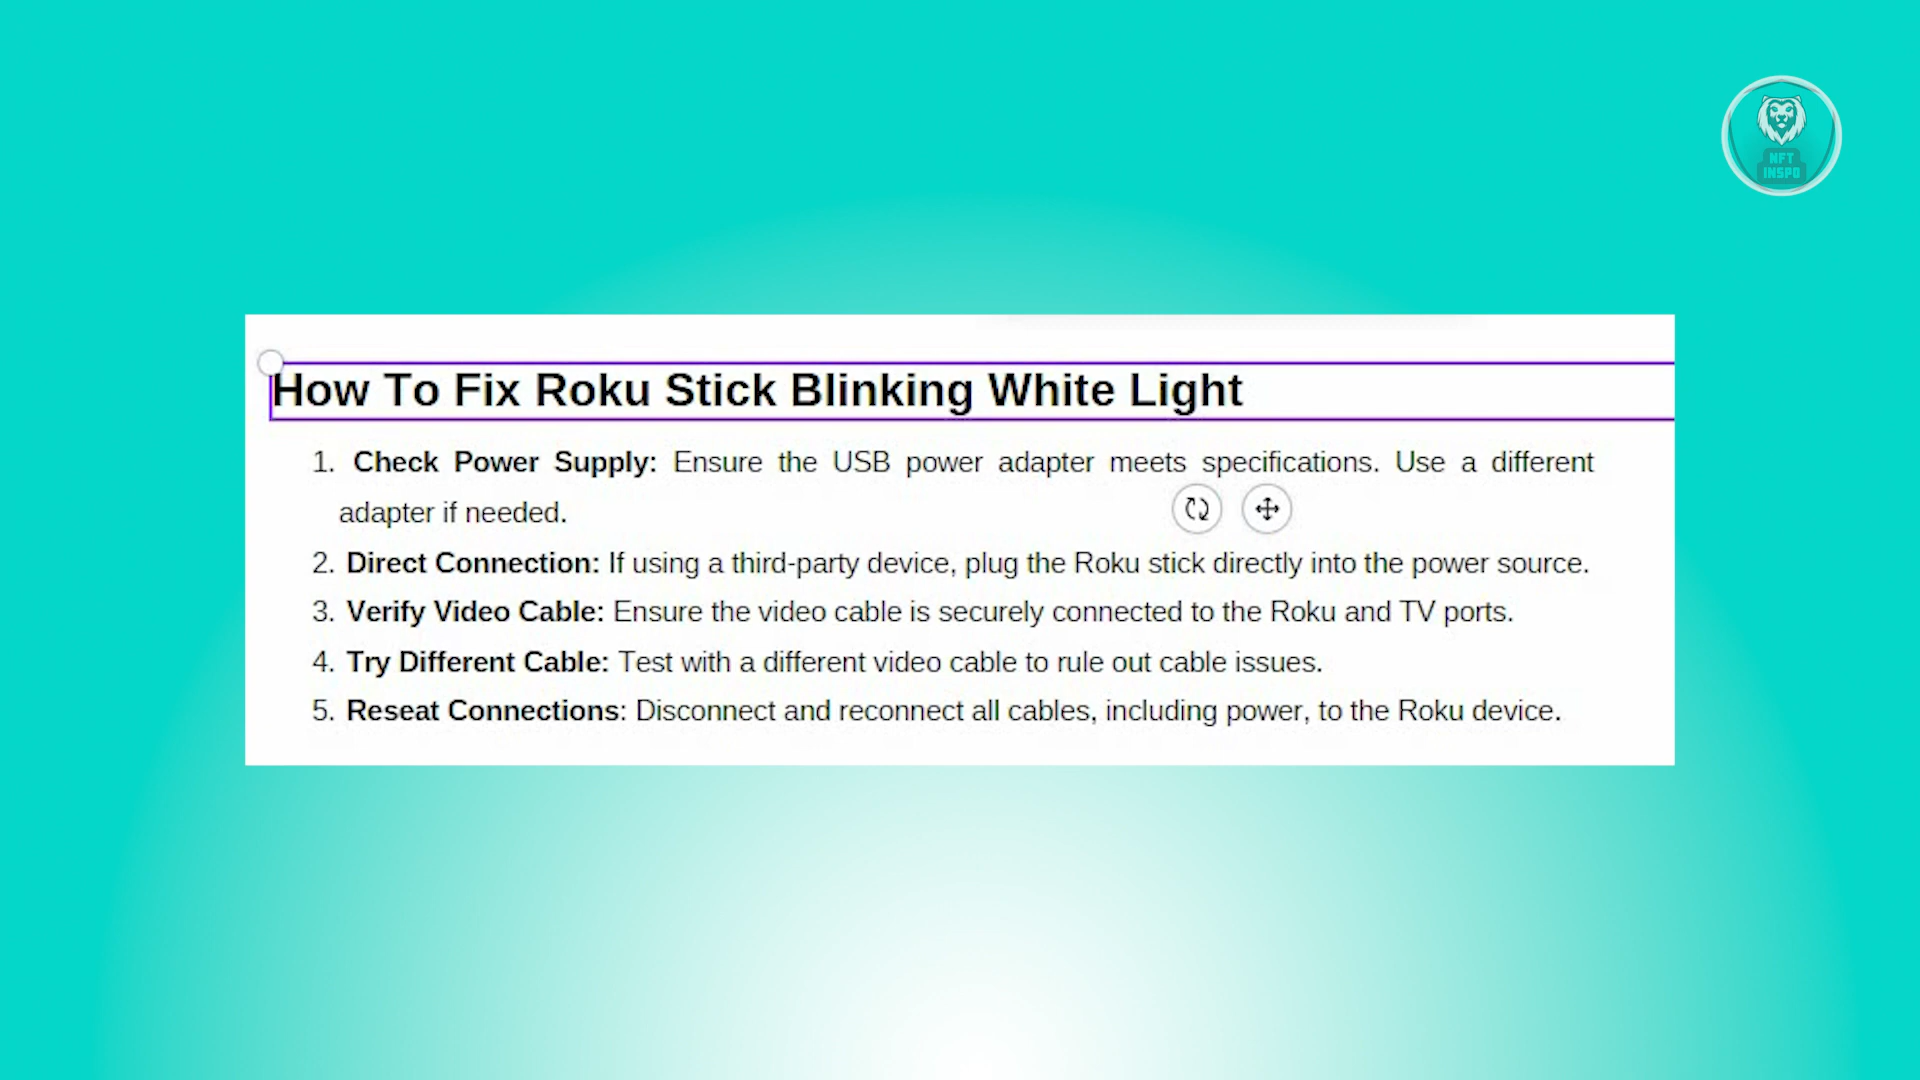 NFT
INSPO
How To Fix Roku Stick Blinking White Light
1. Check Power Supply: Ensure the USB power adapter meets specifications. Use a different
adapter if needed.
2. Direct Connection: If using a third-party device, plug the Roku stick directly into the power source.
3. Verify Video Cable: Ensure the video cable is securely connected to the Roku and TV ports.
4. Try Different Cable: Test with a different video cable to rule out cable issues.
5. Reseat Connections: Disconnect and reconnect all cables, including power, to the Roku device.